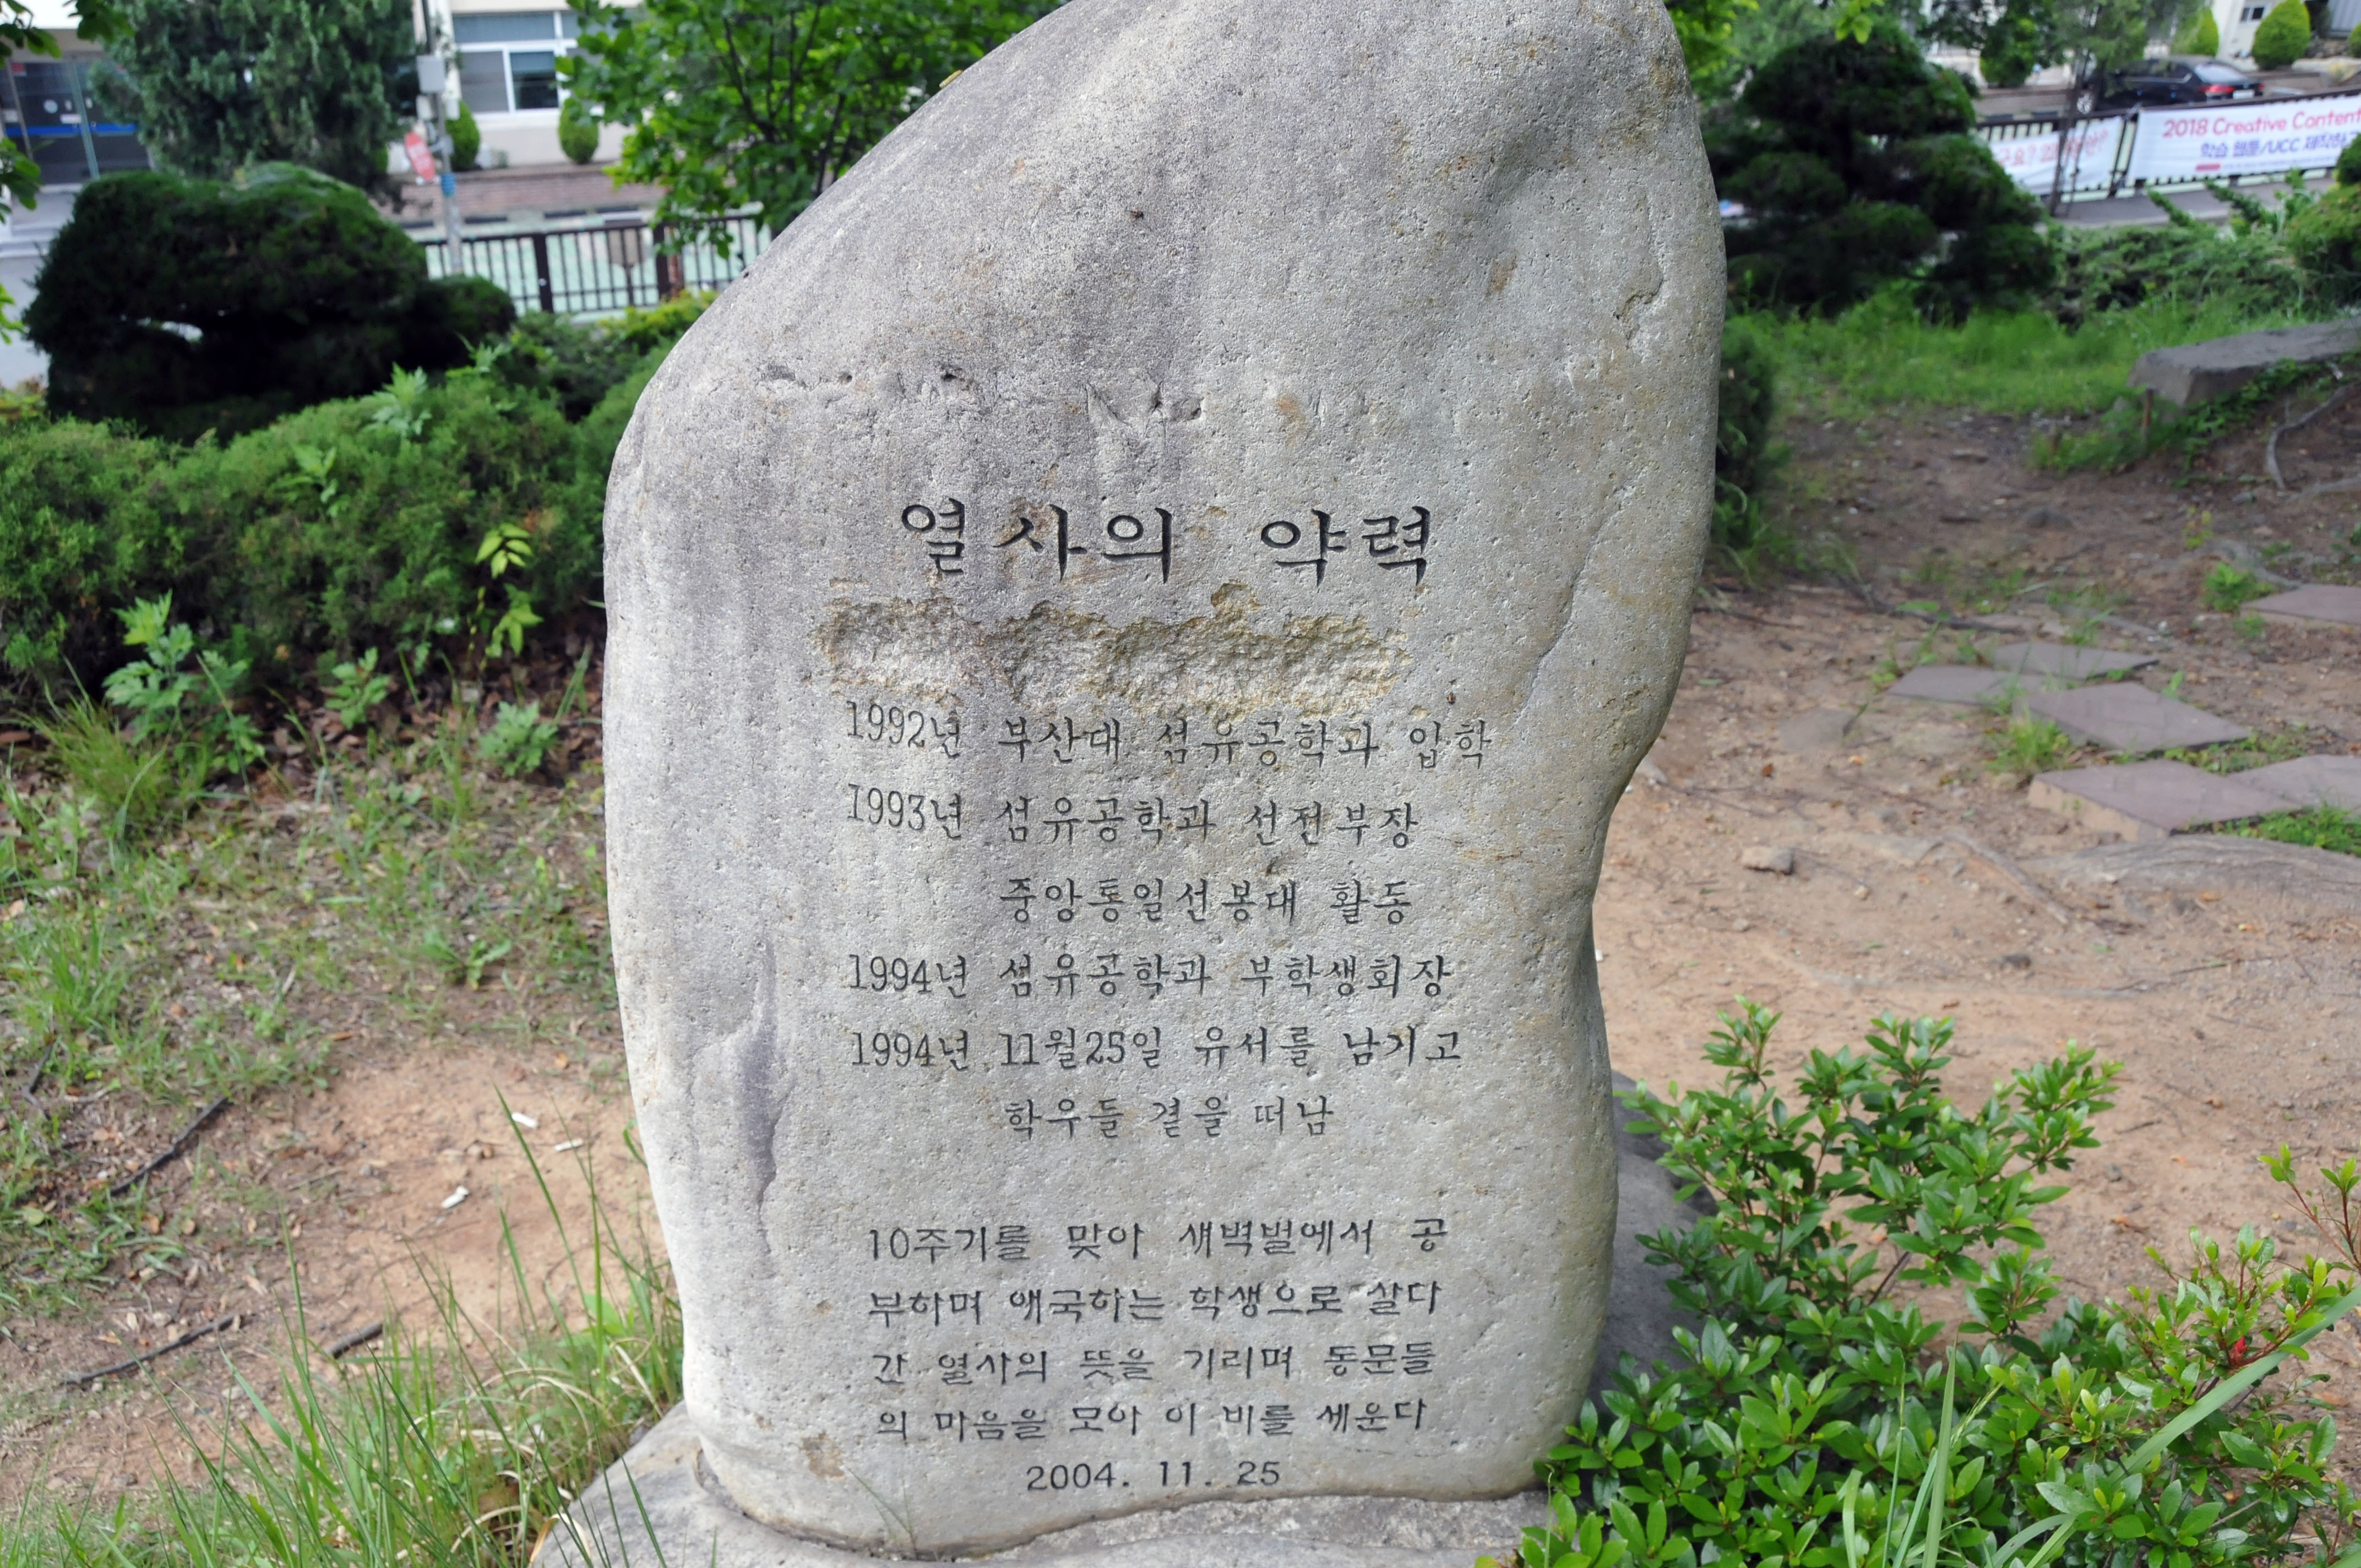 열사의 약력
1992년 부산대 섬유공학과 입학
1993년 섬유공학과 선전부장
중앙통일선봉대 활동
1994년 섬유공학과 부학생회장
1994년 11월25일 유서를 남기고
학우들 곁을 떠남
10주기를 맞아 새벽벌에서 공
부하며 애국하는 학생으로 살다
간 열사의 뜻을 기리며 동문들
의 마음을 모아 이 비를 세운다
2004. 11. 25
2018 Creative Content
학습 웹툰/UCC